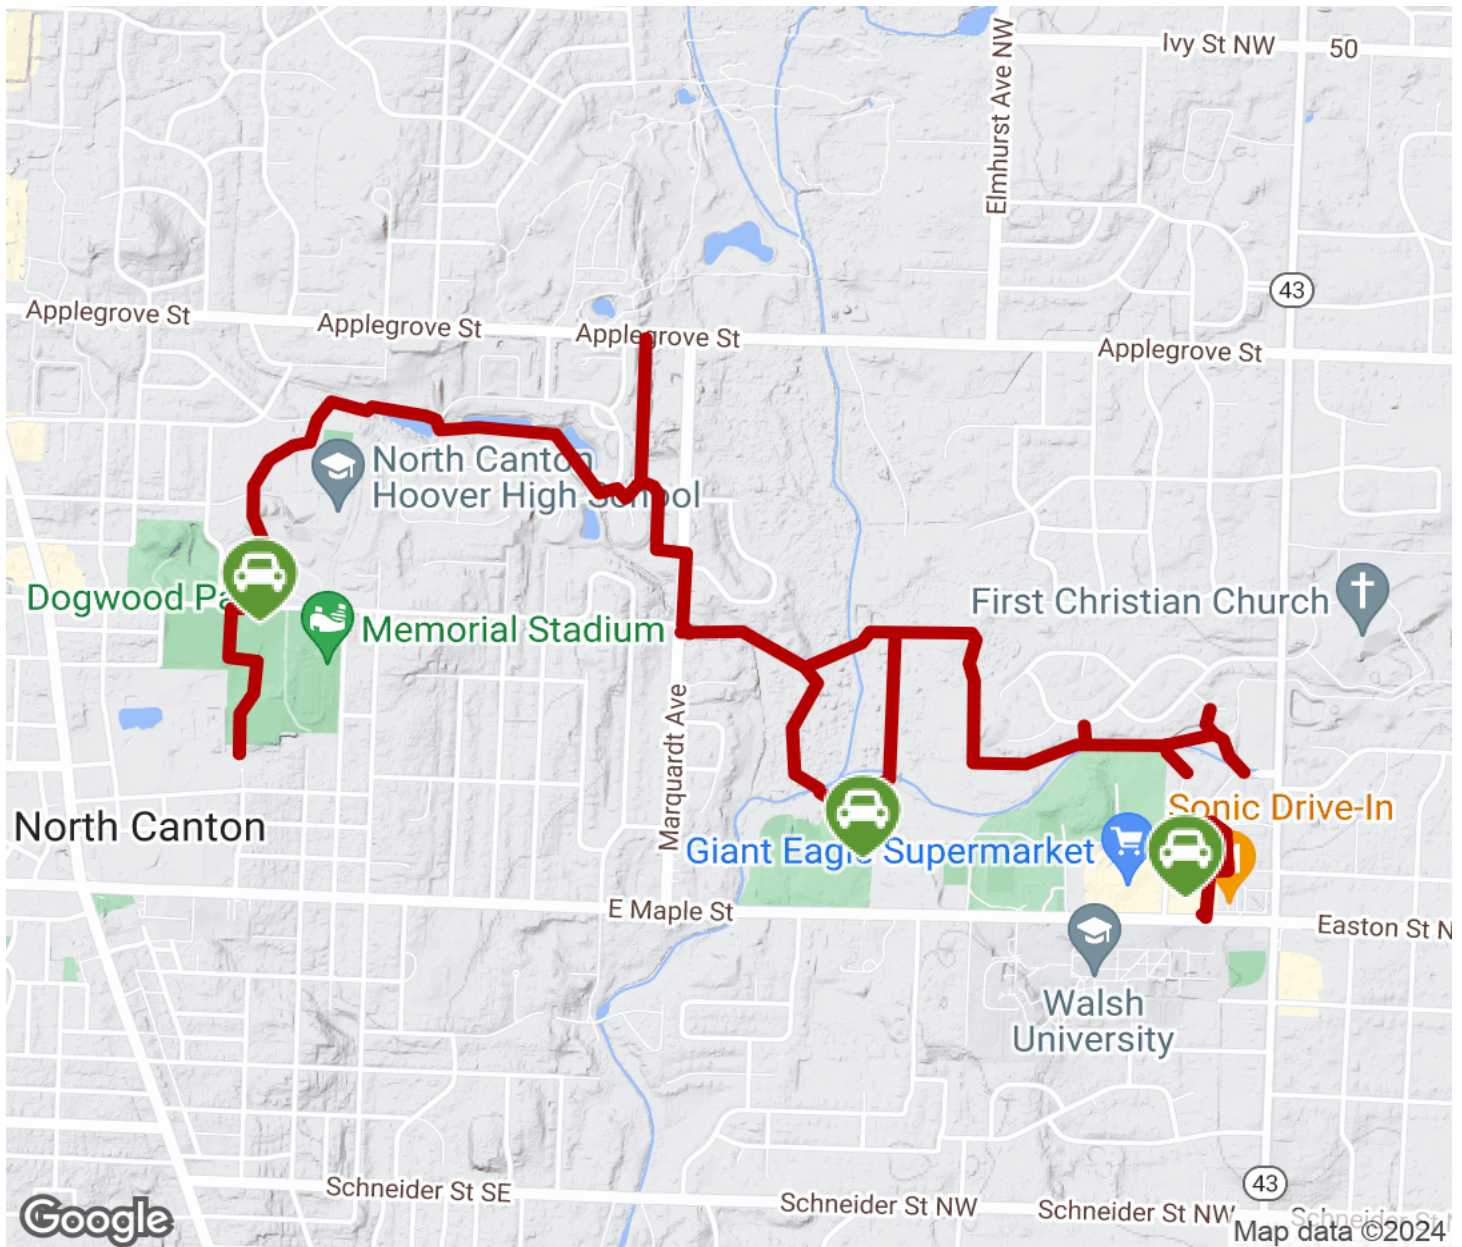 Ivy St NW
50
Elmhurst Ave NW
43
Applegrove St
Applegrove St
Applegrove St
Applegrove St
North Canton
Hoover High School
First Christian Church
Dogwood
Memorial Stadium
Marquardt Ave
Sonic Drive-In
North Canton
Giant Eagle Supermarket
E Maple St
Easton St N
Walsh
University
43
Schneider St SE
Schneider St NW
Schneider St NW
Google
Map data ©2024